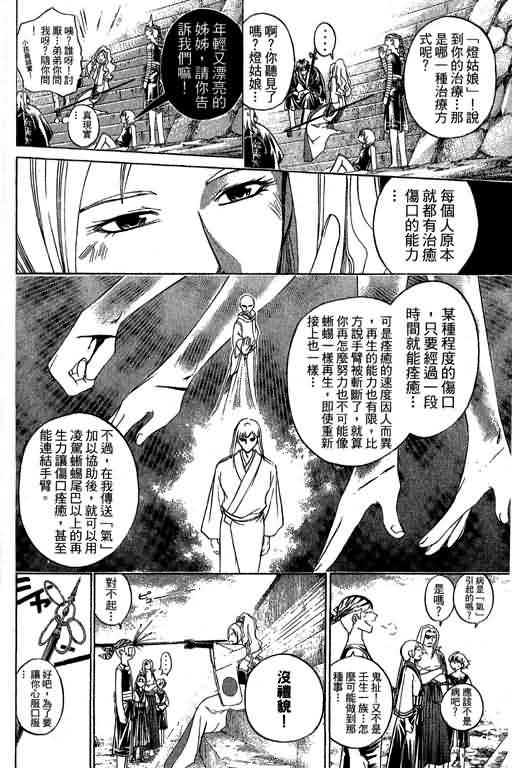 「燈姑娘」！說
到你的治療…那
是哪一種治療方
式呢？
啊？你聽見了
嗎？燈姑娘？
年輕又漂亮的
姊姊，請你告
訴我們嘛！
咦？誰呀！討
厭！弟弟你問
我呀？隨你問
真現實
每個人原本
就都有治癒
傷口的能力
…
某種程度的傷
口，只要經過一段
時間就能痊癒…
可是痊癒的速度因人而異
，再生的能力也有限，比
方說手臂被斬斷了，就算
你再怎麼努力也不可能像
蜥蜴一樣再生，即使重新
接上也一樣…
不過，在我傳送「氣」
加以協助後，就可以用
凌駕蜥蜴尾巴以上的再
生力讓傷口痊癒，甚至
能連結手臂。
病是「氣」
引起的嗎？
是嗎？
應該不是
病吧？
鬼扯！又不是
壬生一族…怎
麼可能做到那
種事…
沒禮貌！
對不起…
好吧，為了要
讓你心服口服
…